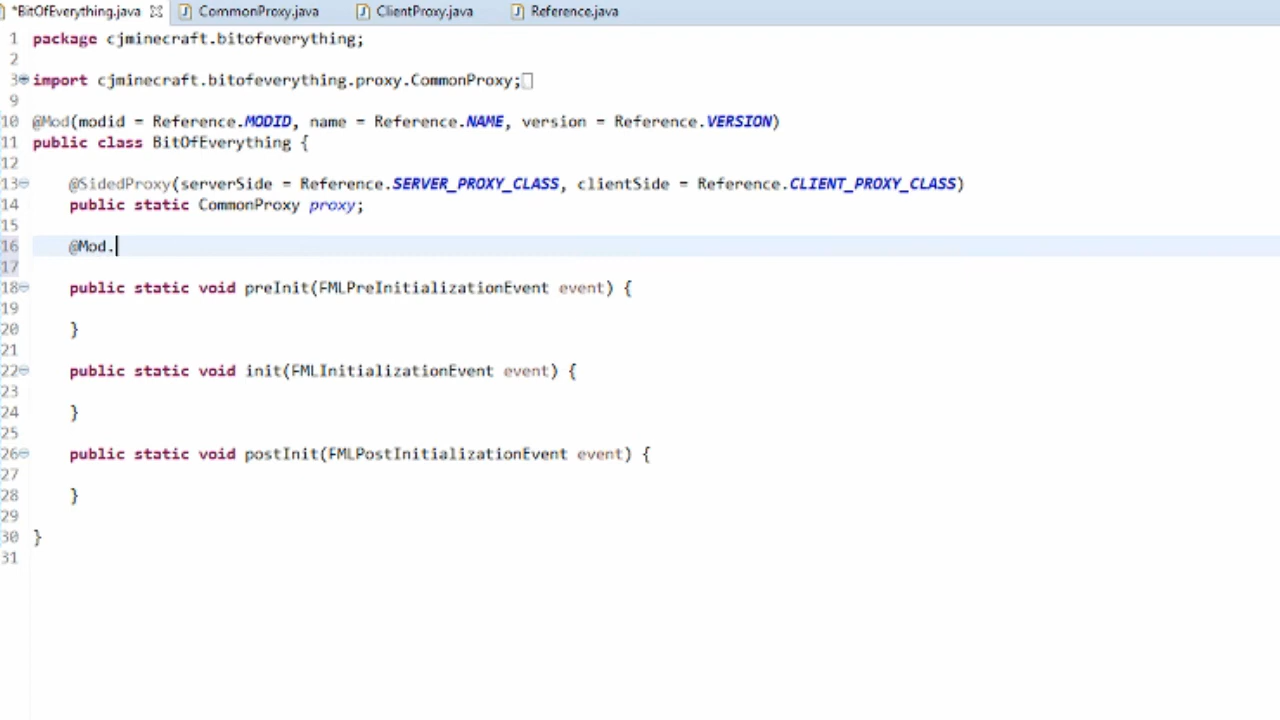 *BitOfEverything.java CommonProxy.java ClientProxy.java Reference.java
1 package cjminecraft.bitofeverything;
2
3 import cjminecraft.bitofeverything.proxy.CommonProxy;
9
10 @Mod(modid = Reference.MODID, name = Reference.NAME, version = Reference.VERSION)
11 public class BitOfEverything {
12
13 @SidedProxy(serverSide = Reference.SERVER_PROXY_CLASS, clientSide = Reference.CLIENT_PROXY_CLASS)
14 public static CommonProxy proxy;
15
16 @Mod.
17
18 public static void preInit(FMLPreInitializationEvent event) {
19
20 }
21
22 public static void init(FMLInitializationEvent event) {
23
24 }
25
26 public static void postInit(FMLPostInitializationEvent event) {
27
28 }
29
30 }
31